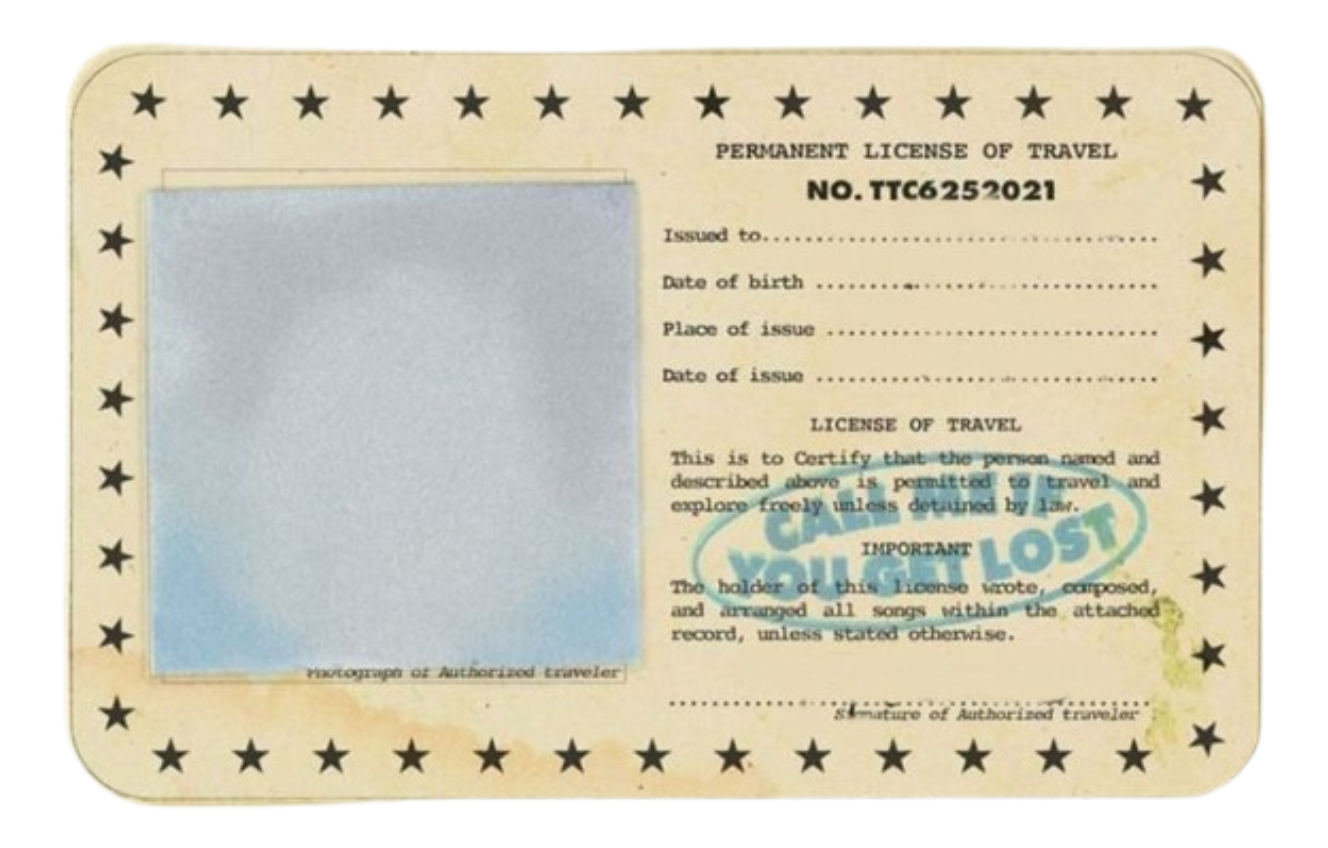 PERMANENT LICENSE OF TRAVEL
NO. TTC6252021
Issued to..........................................
Date of birth ....................................
Place of issue ...................................
Date of issue ....................................
LICENSE OF TRAVEL
This is to Certify that the person named and
described above is permitted to travel and
explore freely unless detained by law.
CALL ME IF
YOU GET LOST
IMPORTANT
The holder of this license wrote, composed,
and arranged all songs within the attached
record, unless stated otherwise.
Photograph of Authorized traveler
Signature of Authorized traveler